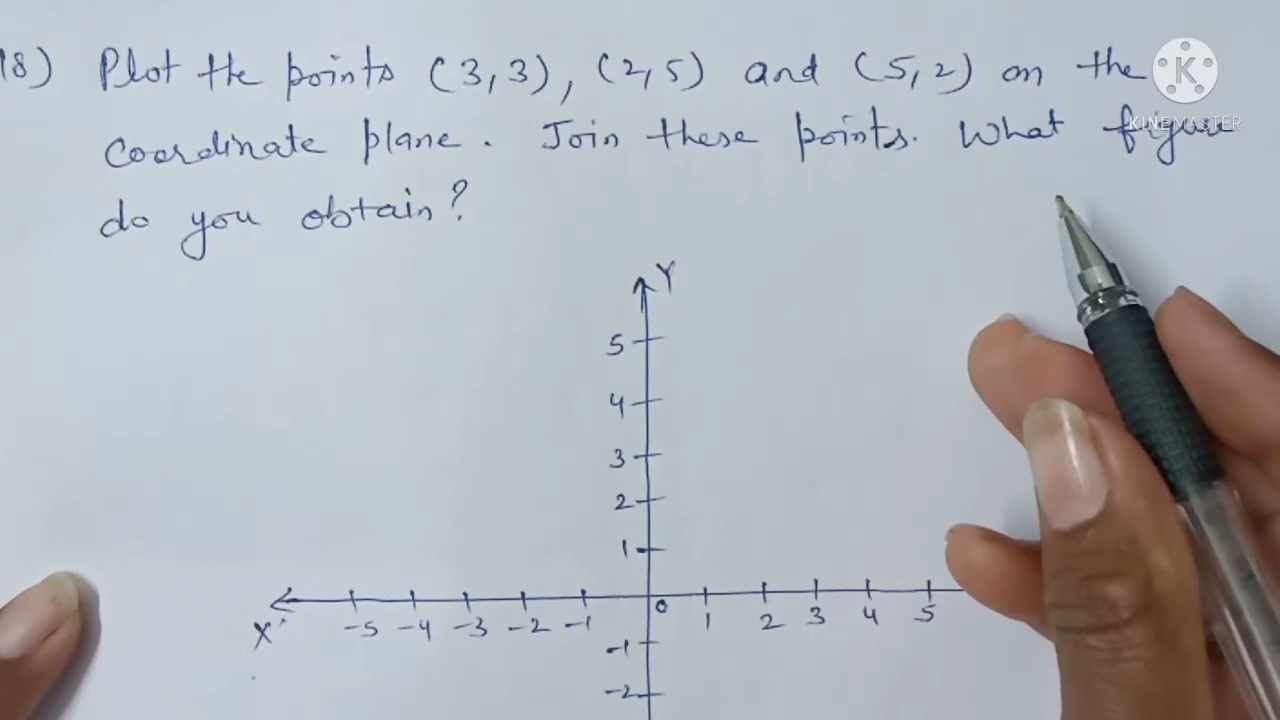 18) Plot the points (3,3), (2,5) and (5,2) on the
coordinate plane. Join these points. What figure
do you obtain?
K
KINEMASTER
Y
5
4
3
2
1
X' -5 -4 -3 -2 -1 0 1 2 3 4 5
-1
-2